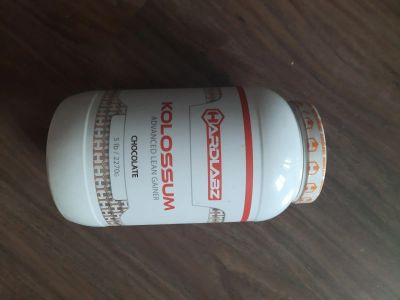 HARDLABZ
KOLOSSUM
ADVANCED LEAN GAINER
CHOCOLATE
5 lb / 2270G